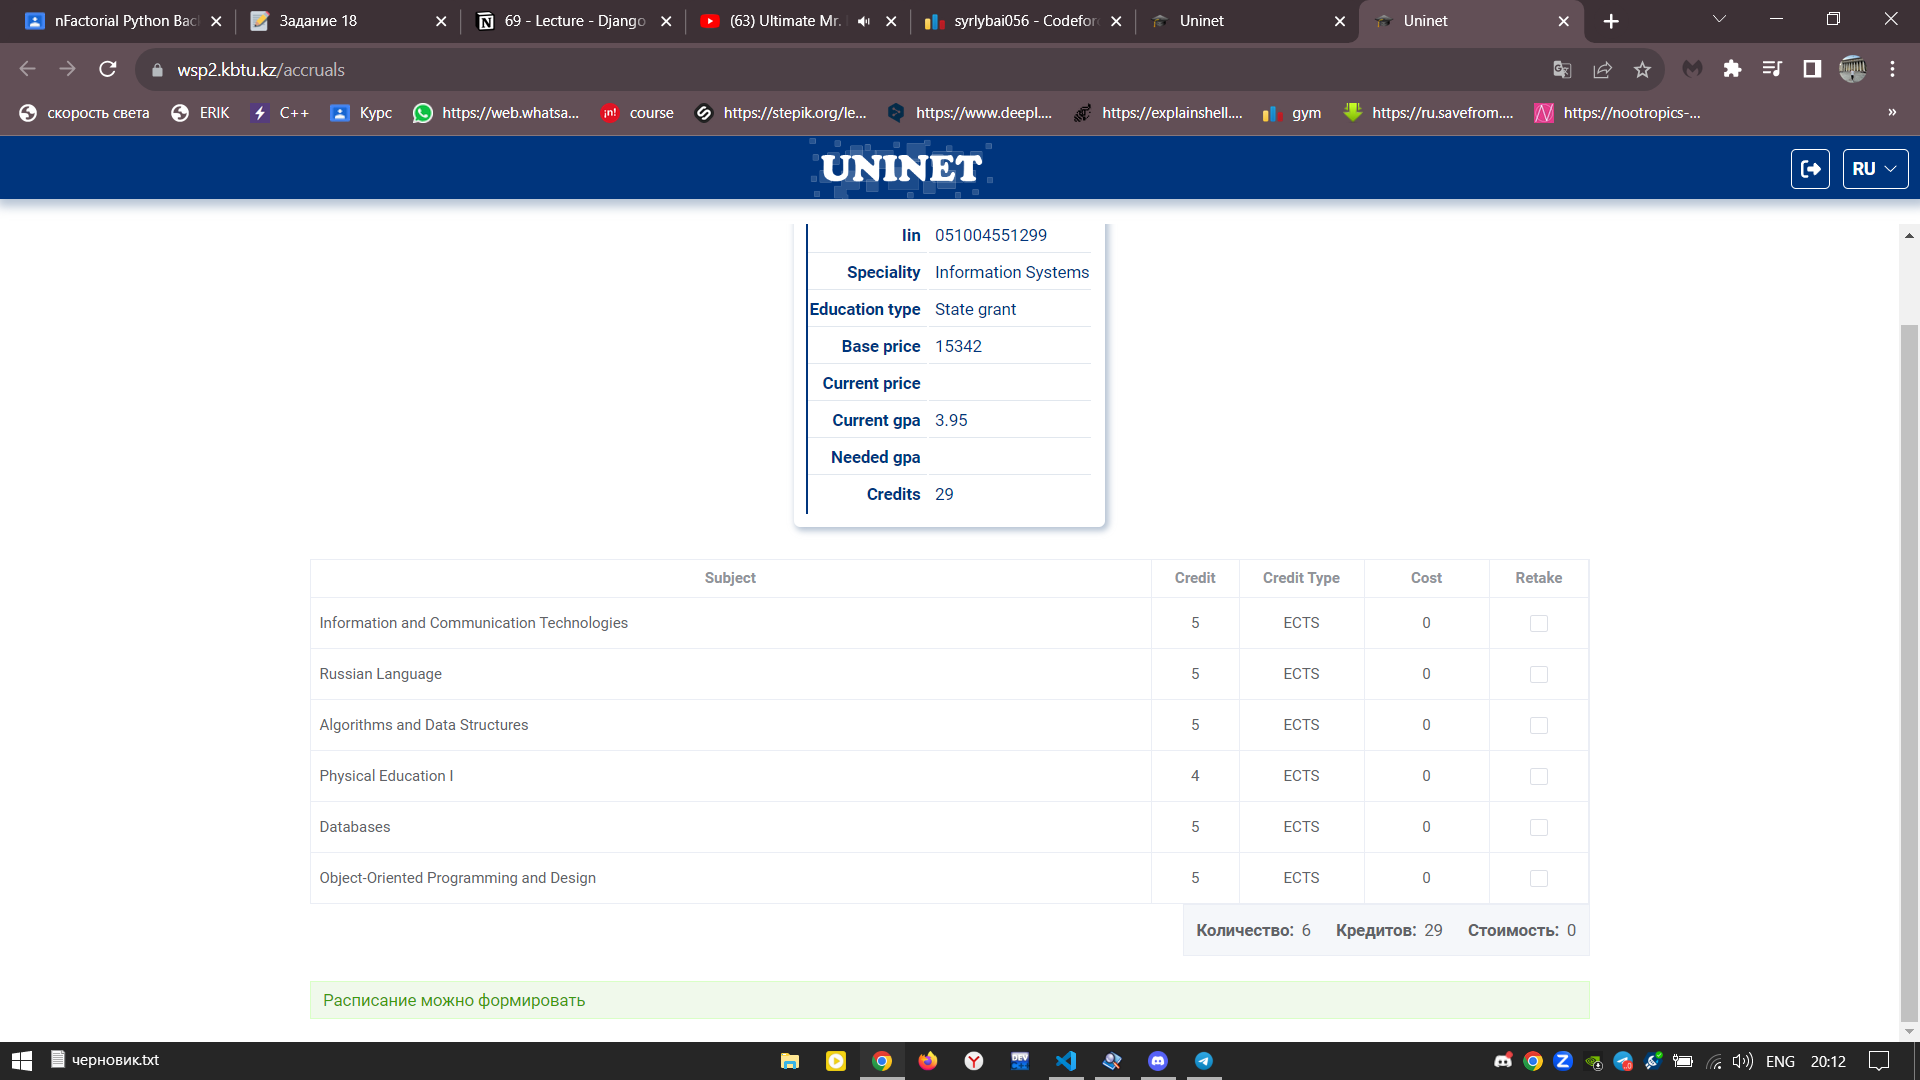 nFactorial Python Bac
Задание 18
69 - Lecture - Django
(63) Ultimate Mr.
syrlybai056 - Codefor
Uninet
Uninet
wsp2.kbtu.kz/accruals
скорость света
ERIK
C++
Курс
https://web.whatsa...
course
https://stepik.org/le...
https://www.deepl....
https://explainshell....
gym
https://ru.savefrom....
https://nootropics-...
»
UNINET
RU
Iin 051004551299
Speciality Information Systems
Education type State grant
Base price 15342
Current price
Current gpa 3.95
Needed gpa
Credits 29
Subject Credit Credit Type Cost Retake
Information and Communication Technologies 5 ECTS 0
Russian Language 5 ECTS 0
Algorithms and Data Structures 5 ECTS 0
Physical Education I 4 ECTS 0
Databases 5 ECTS 0
Object-Oriented Programming and Design 5 ECTS 0
Количество: 6 Кредитов: 29 Стоимость: 0
Расписание можно формировать
черновик.txt
ENG
20:12